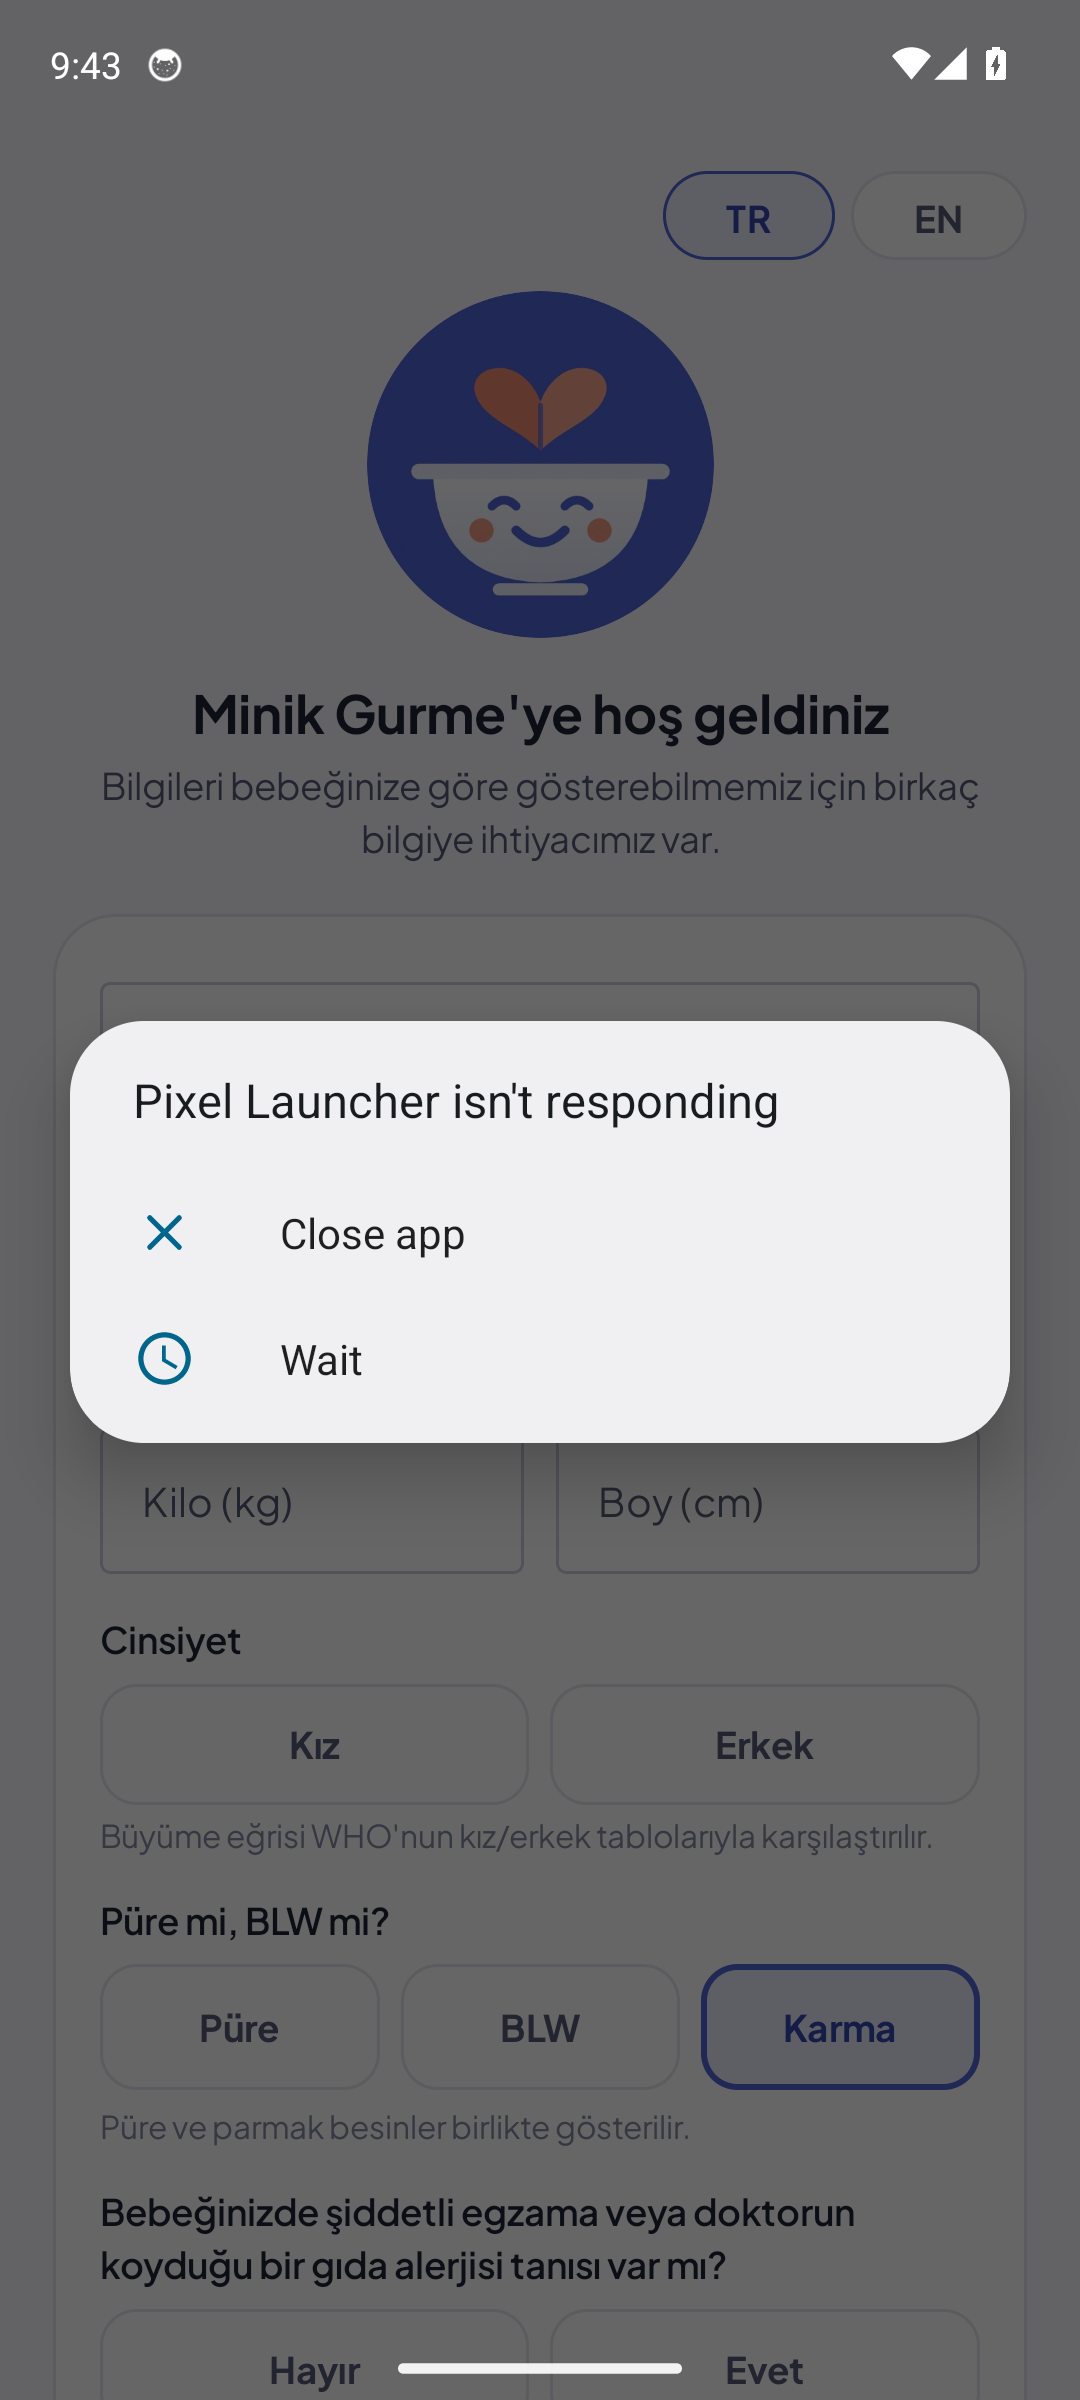 9:43
TR
EN
Minik Gurme'ye hoş geldiniz
Bilgileri bebeğinize göre gösterebilmemiz için birkaç
bilgiye ihtiyacımız var.
Pixel Launcher isn't responding
Close app
Wait
Kilo (kg)
Boy (cm)
Cinsiyet
Kız
Erkek
Büyüme eğrisi WHO'nun kız/erkek tablolarıyla karşılaştırılır.
Püre mi, BLW mi?
Püre
BLW
Karma
Püre ve parmak besinler birlikte gösterilir.
Bebeğinizde şiddetli egzama veya doktorun
koyduğu bir gıda alerjisi tanısı var mı?
Hayır
Evet